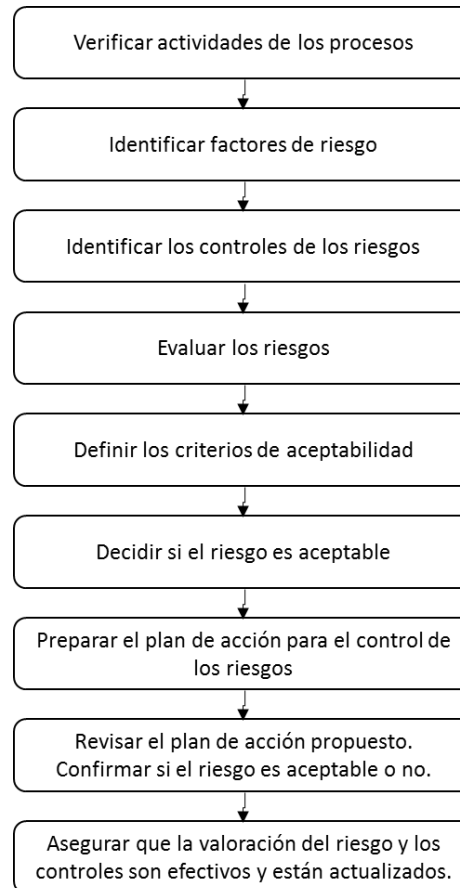 Verificar actividades de los procesos
Identificar factores de riesgo
Identificar los controles de los riesgos
Evaluar los riesgos
Definir los criterios de aceptabilidad
Decidir si el riesgo es aceptable
Preparar el plan de acción para el control de
los riesgos
Revisar el plan de acción propuesto.
Confirmar si el riesgo es aceptable o no.
Asegurar que la valoración del riesgo y los
controles son efectivos y están actualizados.